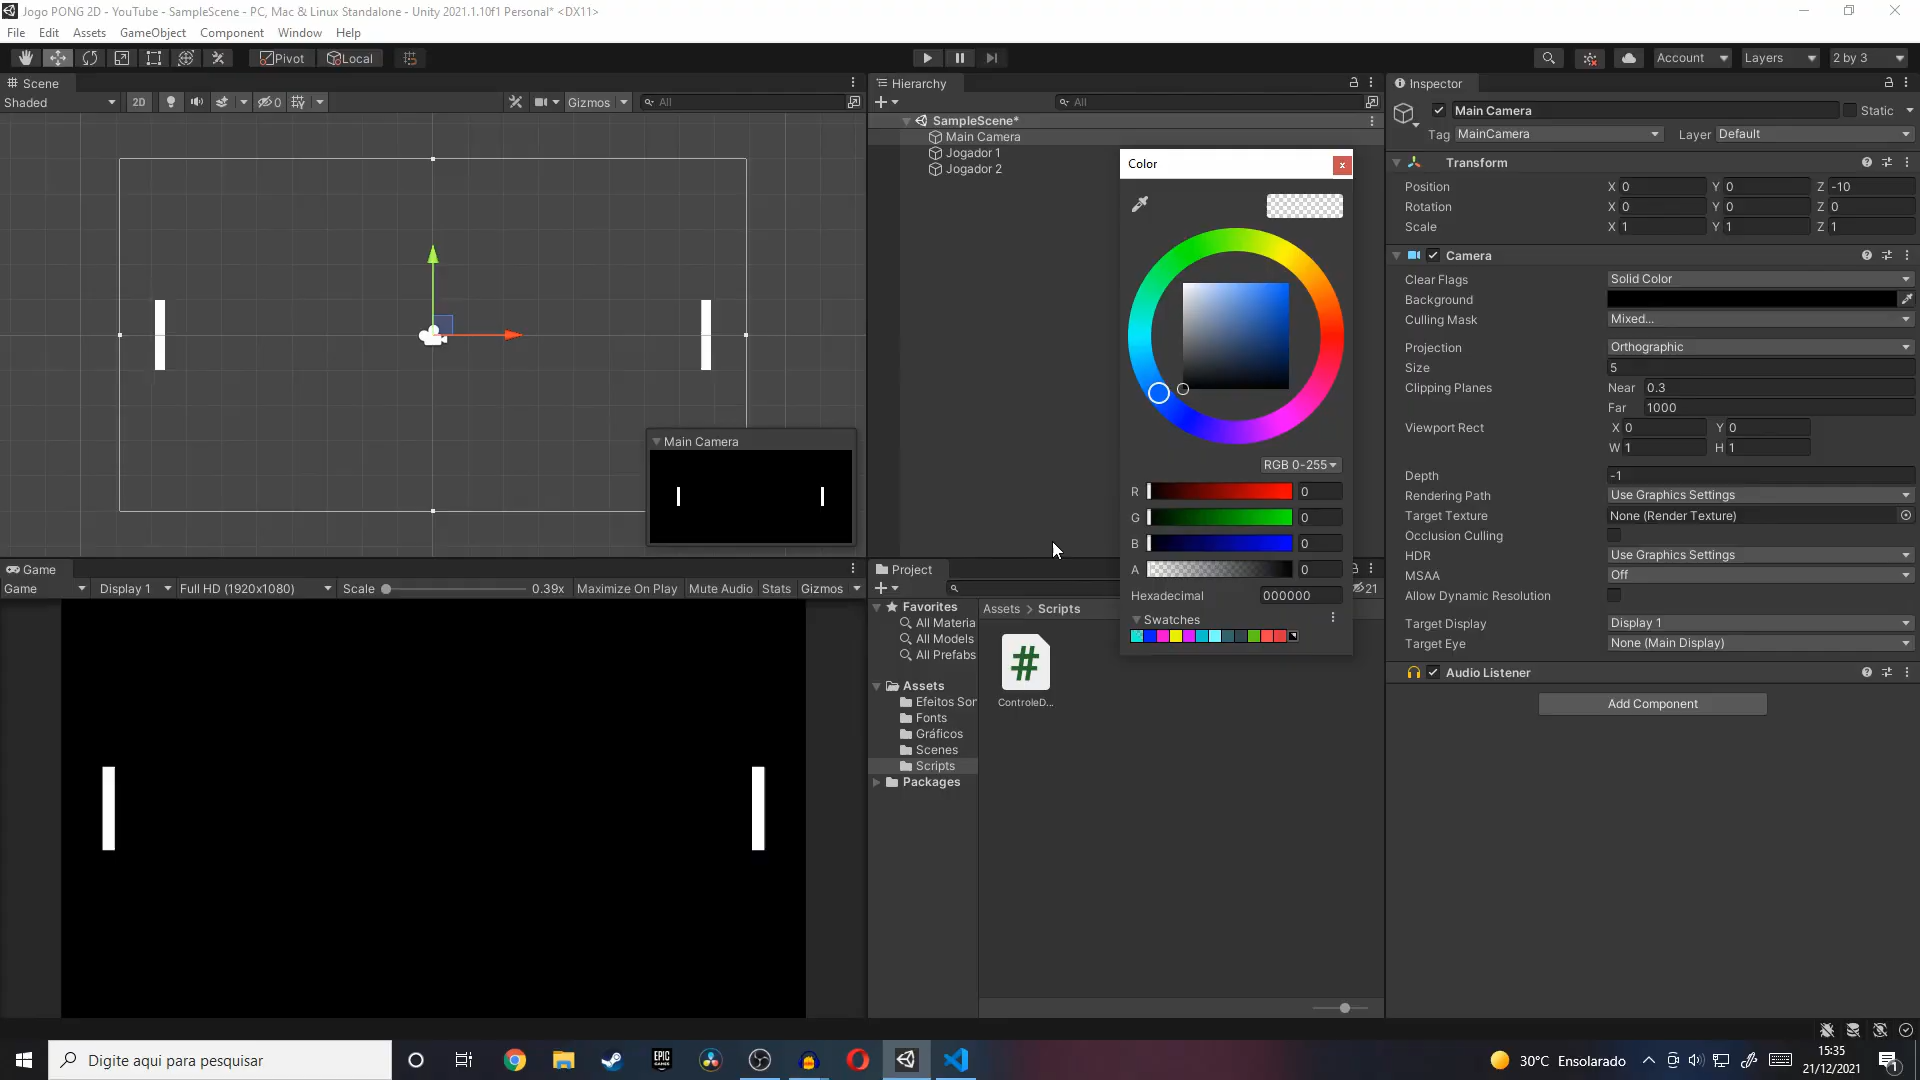 Jogo PONG 2D - YouTube - SampleScene - PC, Mac & Linux Standalone - Unity 2021.1.10f1 Personal* <DX11>
File Edit Assets GameObject Component Window Help
Pivot Local
Account Layers 2 by 3
Scene
Shaded 2D 0 Gizmos All
Main Camera
Game
Game Display 1 Full HD (1920x1080) Scale 0.39x Maximize On Play Mute Audio Stats Gizmos
Hierarchy
All
SampleScene*
Main Camera
Jogador 1
Jogador 2
Color
RGB 0-255
R 0
G 0
B 0
A 0
Hexadecimal 000000
Swatches
Project
21
Favorites
All Materia
All Models
All Prefabs
Assets
Efeitos Sor
Fonts
Gráficos
Scenes
Scripts
Packages
Assets > Scripts
#
ControleD...
Inspector
Main Camera Static
Tag MainCamera Layer Default
Transform
Position X 0 Y 0 Z -10
Rotation X 0 Y 0 Z 0
Scale X 1 Y 1 Z 1
Camera
Clear Flags Solid Color
Background
Culling Mask Mixed...
Projection Orthographic
Size 5
Clipping Planes Near 0.3
Far 1000
Viewport Rect X 0 Y 0
W 1 H 1
Depth -1
Rendering Path Use Graphics Settings
Target Texture None (Render Texture)
Occlusion Culling
HDR Use Graphics Settings
MSAA Off
Allow Dynamic Resolution
Target Display Display 1
Target Eye None (Main Display)
Audio Listener
Add Component
Digite aqui para pesquisar
EPIC GAMES
30°C Ensolarado
15:35
21/12/2021
1